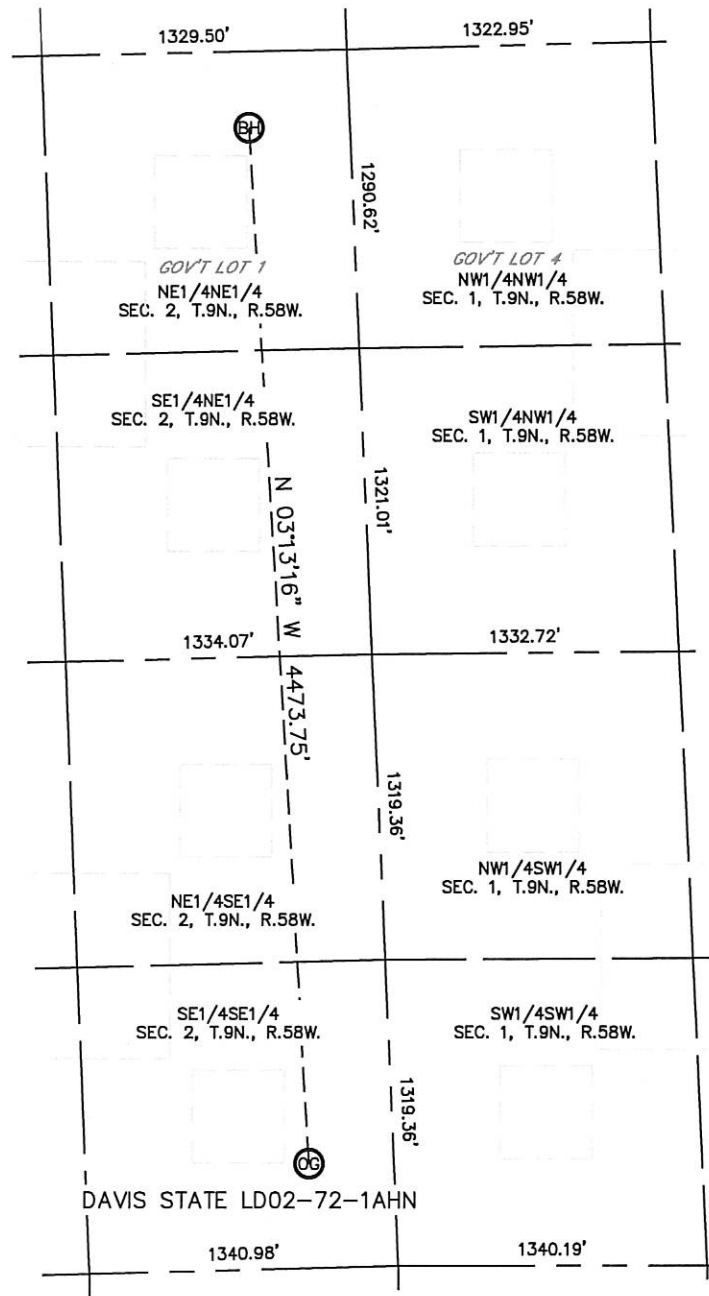 1329.50'
1322.95'
BH
1290.62'
GOV'T LOT 1
NE1/4NE1/4
SEC. 2, T.9N., R.58W.
GOV'T LOT 4
NW1/4NW1/4
SEC. 1, T.9N., R.58W.
SE1/4NE1/4
SEC. 2, T.9N., R.58W.
SW1/4NW1/4
SEC. 1, T.9N., R.58W.
1321.01'
N 03°13'16" W 4473.75'
1334.07'
1332.72'
1319.36'
NE1/4SE1/4
SEC. 2, T.9N., R.58W.
NW1/4SW1/4
SEC. 1, T.9N., R.58W.
SE1/4SE1/4
SEC. 2, T.9N., R.58W.
SW1/4SW1/4
SEC. 1, T.9N., R.58W.
1319.36'
OG
DAVIS STATE LD02-72-1AHN
1340.98'
1340.19'